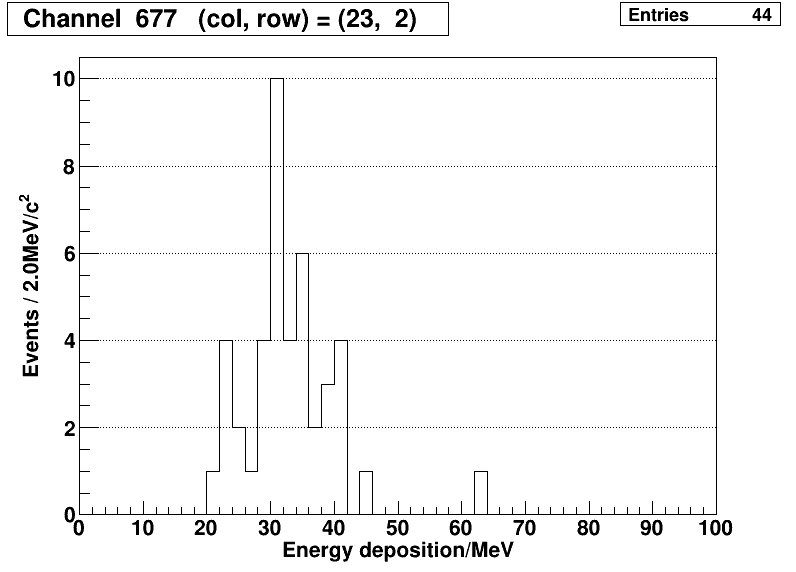 Channel 677 (col, row) = (23, 2)
Entries 44
10
8
6
4
2
0
Events / 2.0MeV/c²
0 10 20 30 40 50 60 70 80 90 100
Energy deposition/MeV